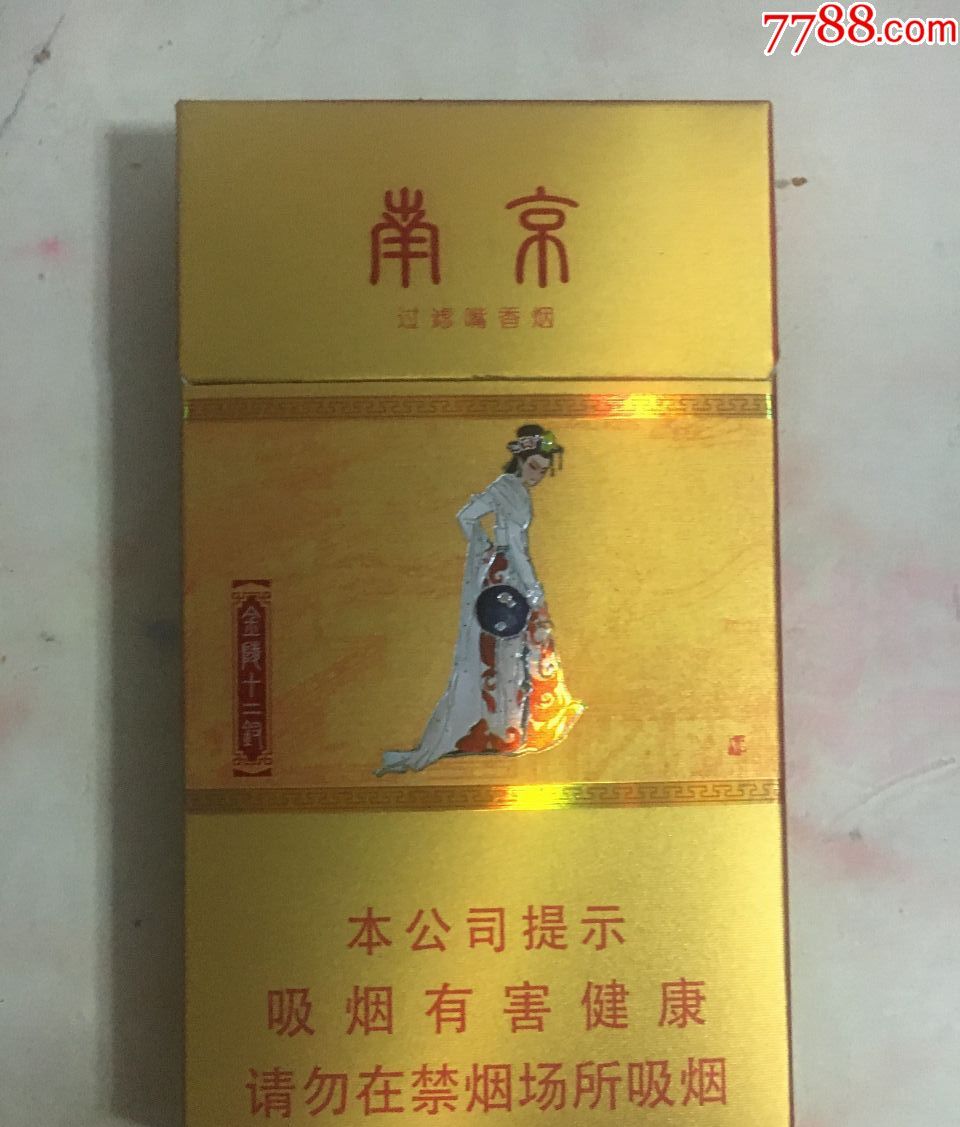 7788.com
南京
过滤嘴香烟
金陵十二釵
本公司提示
吸烟有害健康
请勿在禁烟场所吸烟